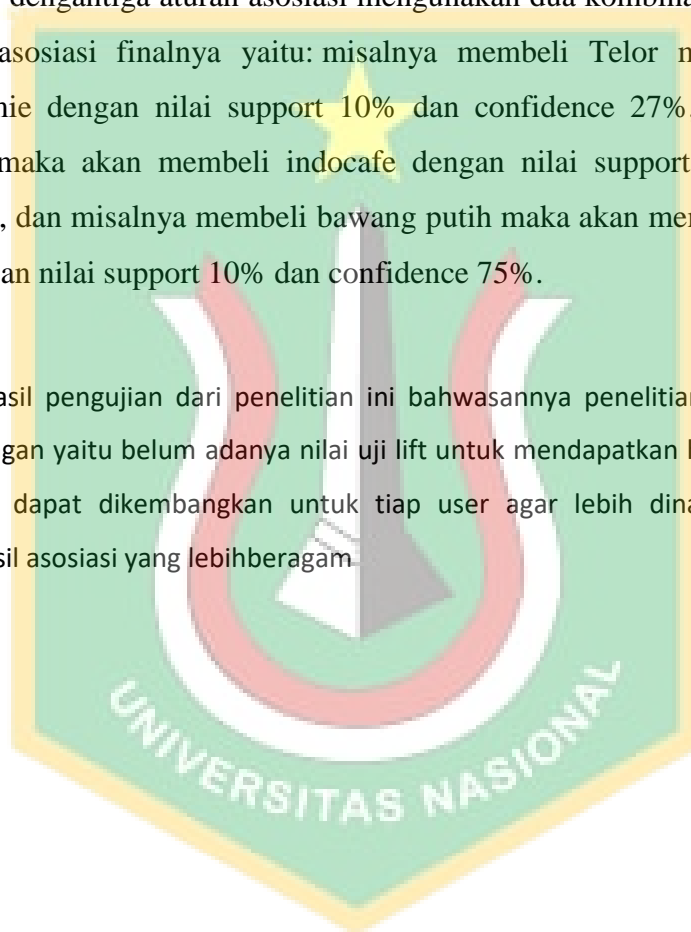 dengantiga aturan asosiasi mengunakan dua kombina
asosiasi finalnya yaitu: misalnya membeli Telor m
nie dengan nilai support 10% dan confidence 27%.
maka akan membeli indocafe dengan nilai support
, dan misalnya membeli bawang putih maka akan mer
an nilai support 10% dan confidence 75%.
asil pengujian dari penelitian ini bahwasannya penelitian
gan yaitu belum adanya nilai uji lift untuk mendapatkan
dapat dikembangkan untuk tiap user agar lebih dina
sil asosiasi yang lebihberagam
UNIVERSITAS NASIONAL